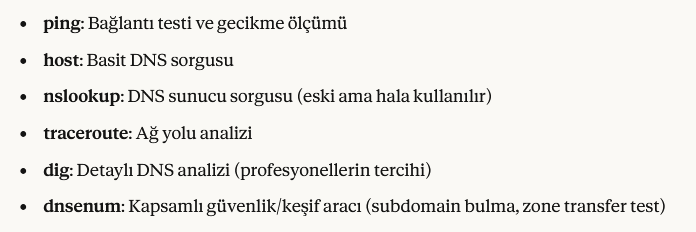 • ping: Bağlantı testi ve gecikme ölçümü
• host: Basit DNS sorgusu
• nslookup: DNS sunucu sorgusu (eski ama hala kullanılır)
• traceroute: Ağ yolu analizi
• dig: Detaylı DNS analizi (profesyonellerin tercihi)
• dnsenum: Kapsamlı güvenlik/keşif aracı (subdomain bulma, zone transfer test)